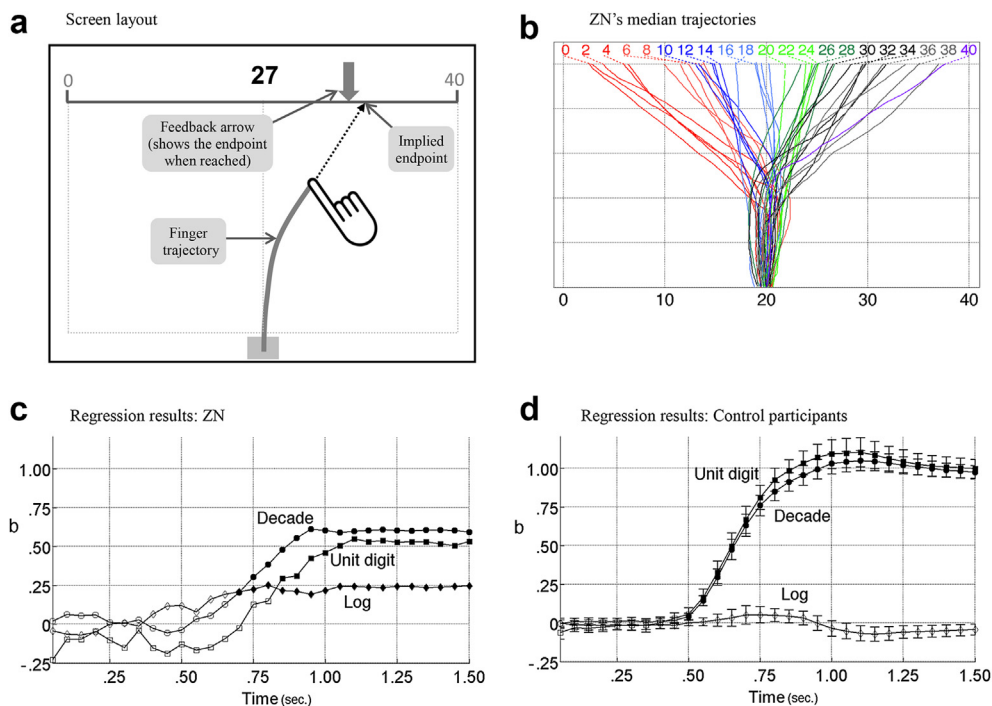 a Screen layout
0 27 40
Feedback arrow
(shows the endpoint
when reached)
Implied
endpoint
Finger
trajectory
b ZN's median trajectories
0 2 4 6 8 10 12 14 16 18 20 22 24 26 28 30 32 34 36 38 40
0 10 20 30 40
c Regression results: ZN
1.00
.75
b .50
.25
0
-.25
Decade
Unit digit
Log
.25 .50 .75 1.00 1.25 1.50
Time (sec.)
d Regression results: Control participants
1.00
.75
b .50
.25
0
-.25
Unit digit
Decade
Log
.25 .50 .75 1.00 1.25 1.50
Time (sec.)